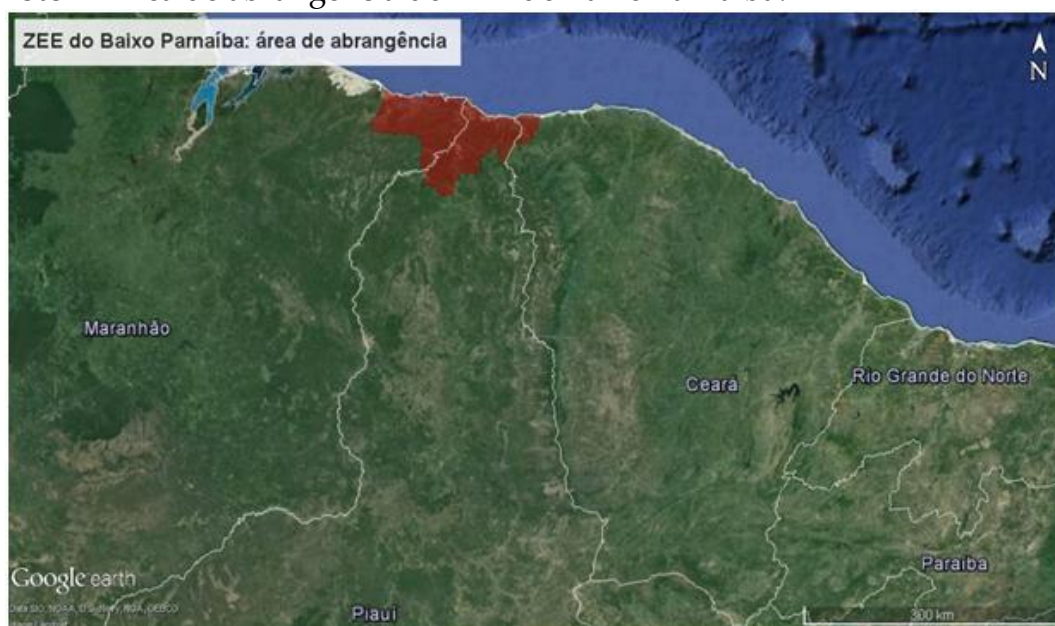 ZEE do Baixo Parnaíba: área de abrangência
N
Maranhão
Ceará
Rio Grande do Norte
Paraíba
Piauí
Google earth
300 km